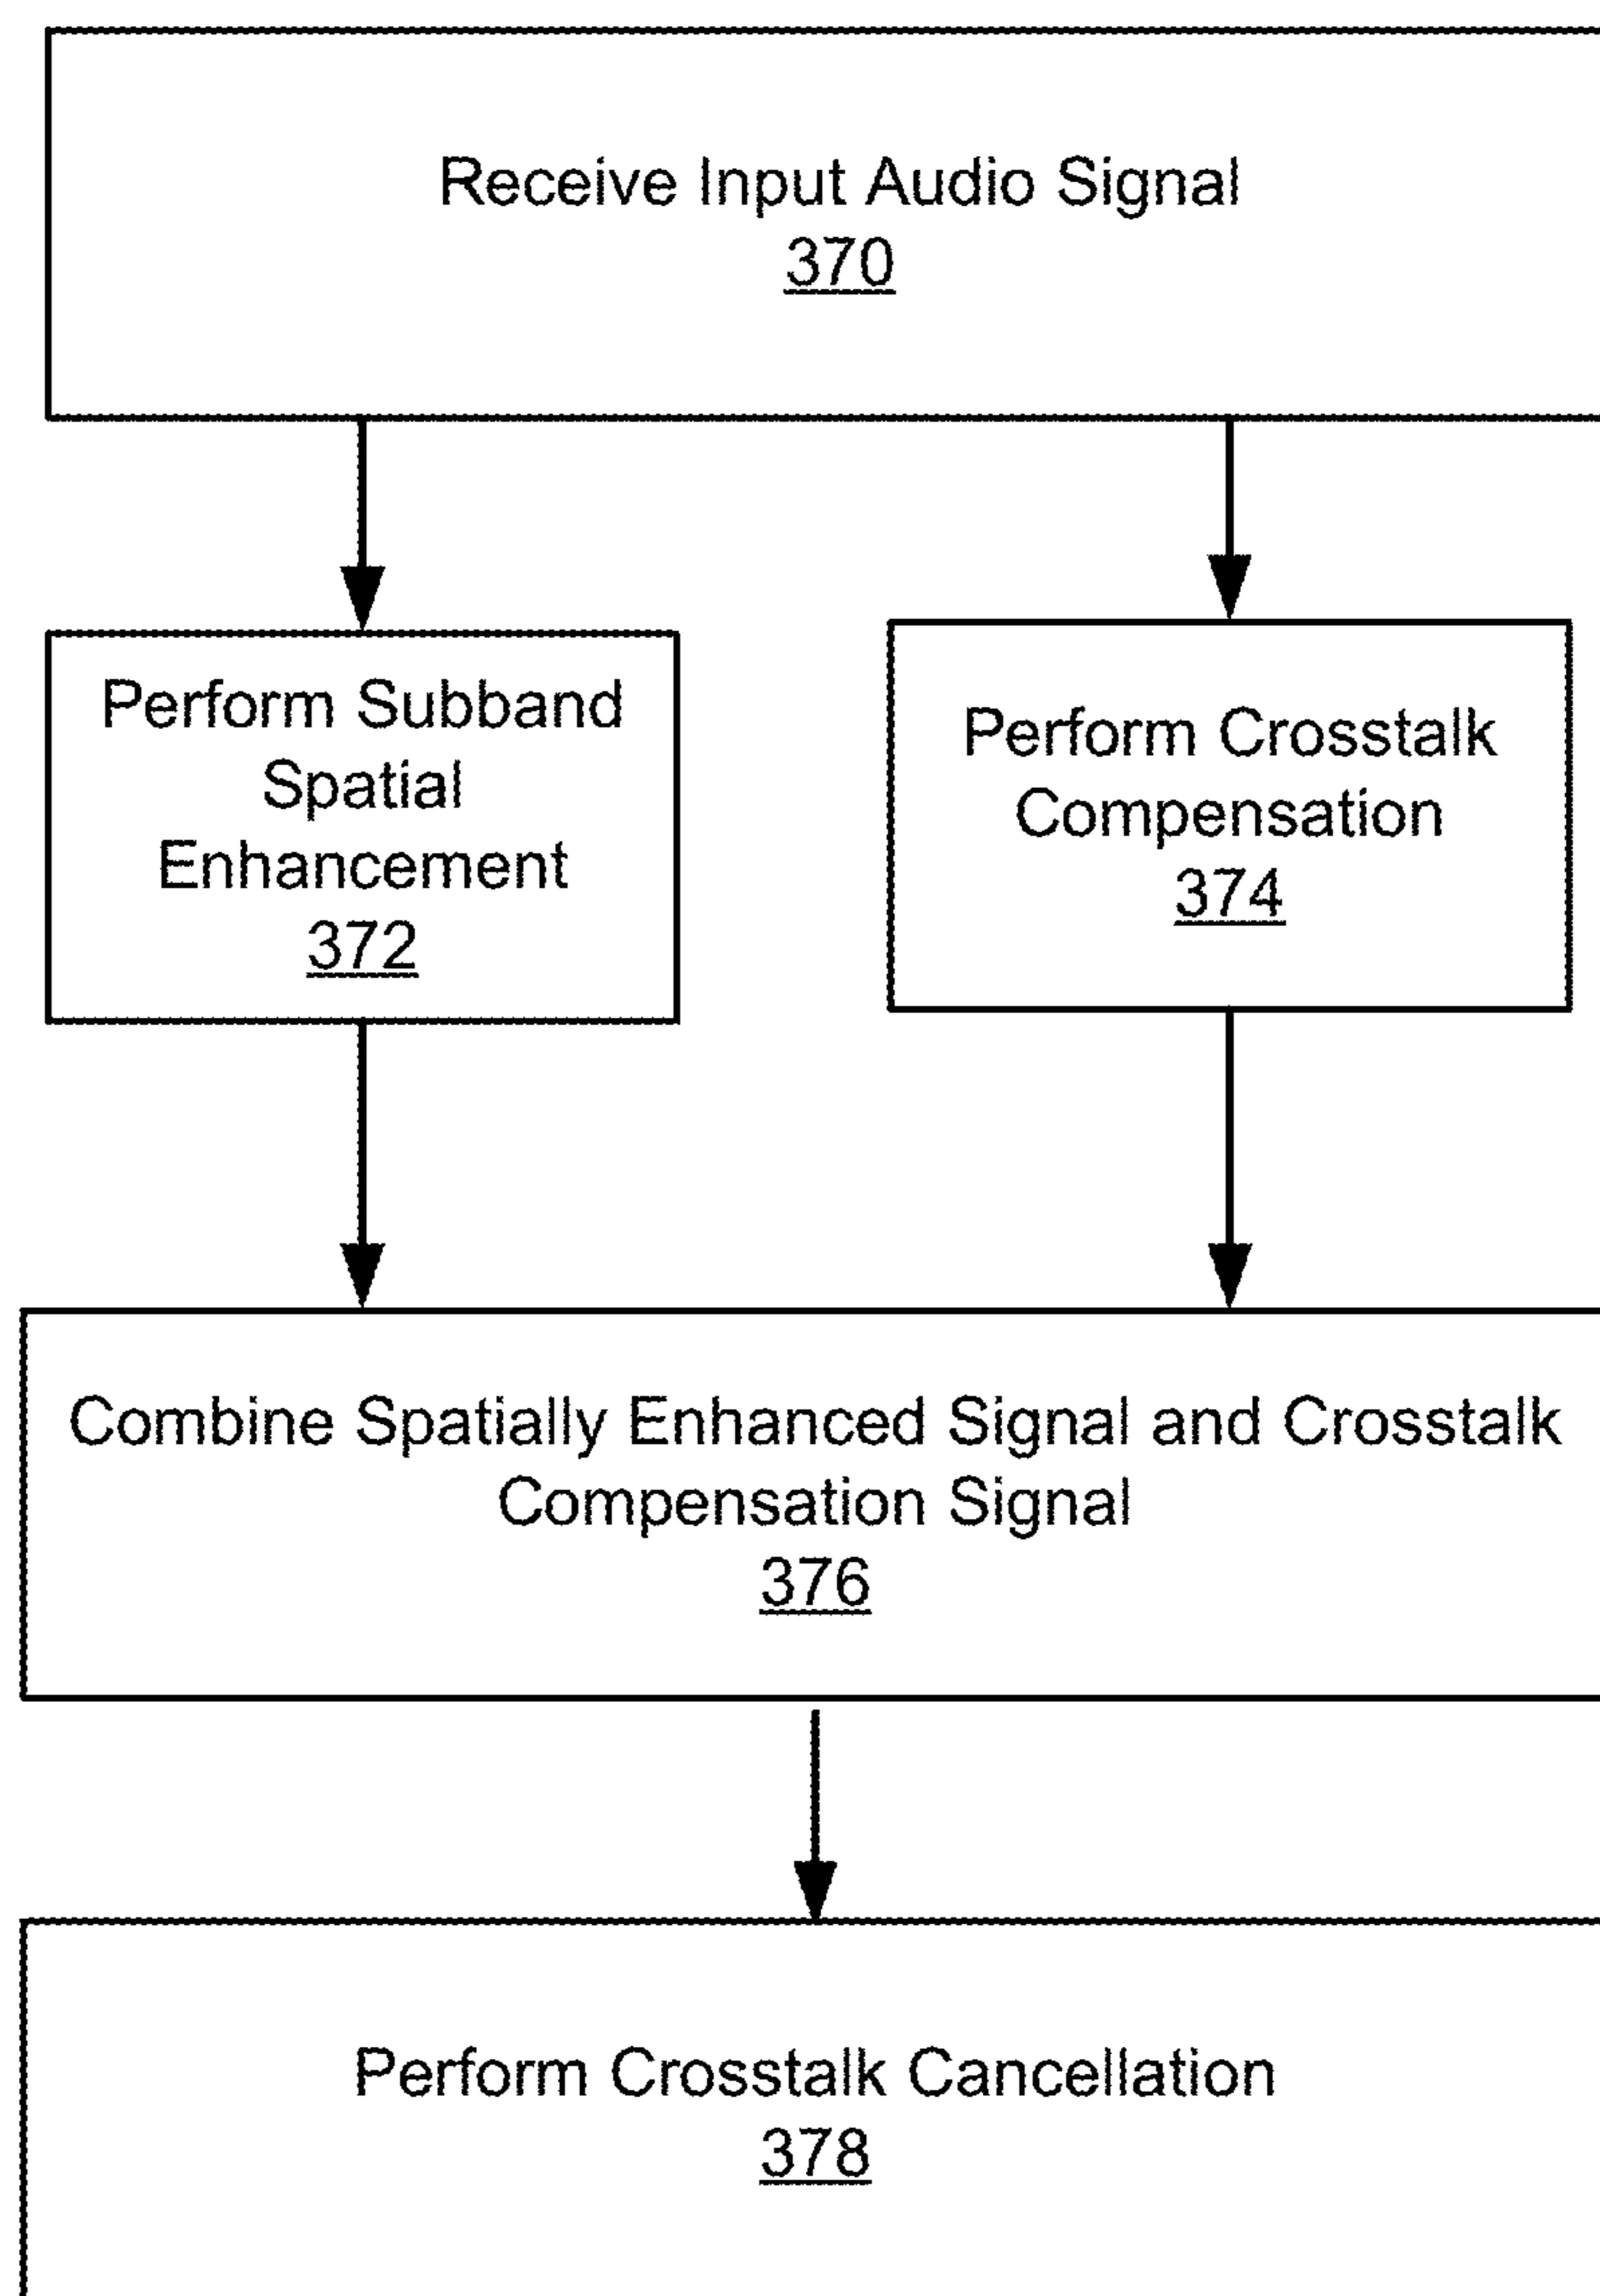 Receive Input Audio Signal
370
Perform Subband
Spatial
Enhancement
372
Perform Crosstalk
Compensation
374
Combine Spatially Enhanced Signal and Crosstalk
Compensation Signal
376
Perform Crosstalk Cancellation
378